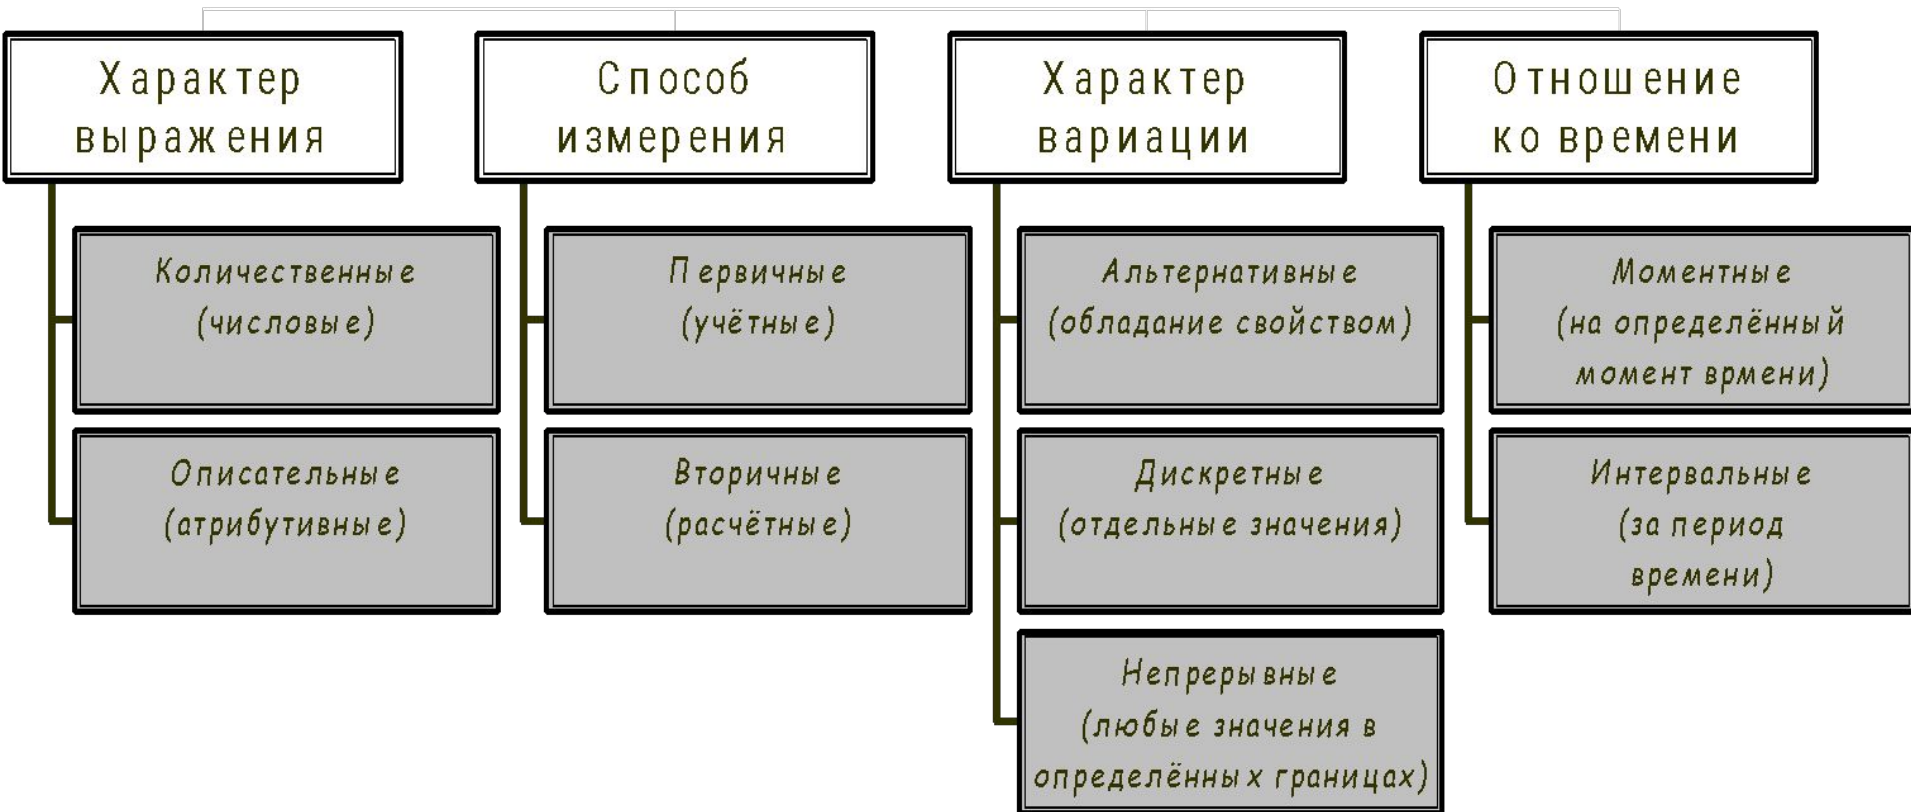 Характер
выражения
Количественные
(числовые)
Описательные
(атрибутивные)
Способ
измерения
Первичные
(учётные)
Вторичные
(расчётные)
Характер
вариации
Альтернативные
(обладание свойством)
Дискретные
(отдельные значения)
Непрерывные
(любые значения в
определённых границах)
Отношение
ко времени
Моментные
(на определённый
момент врмени)
Интервальные
(за период
времени)